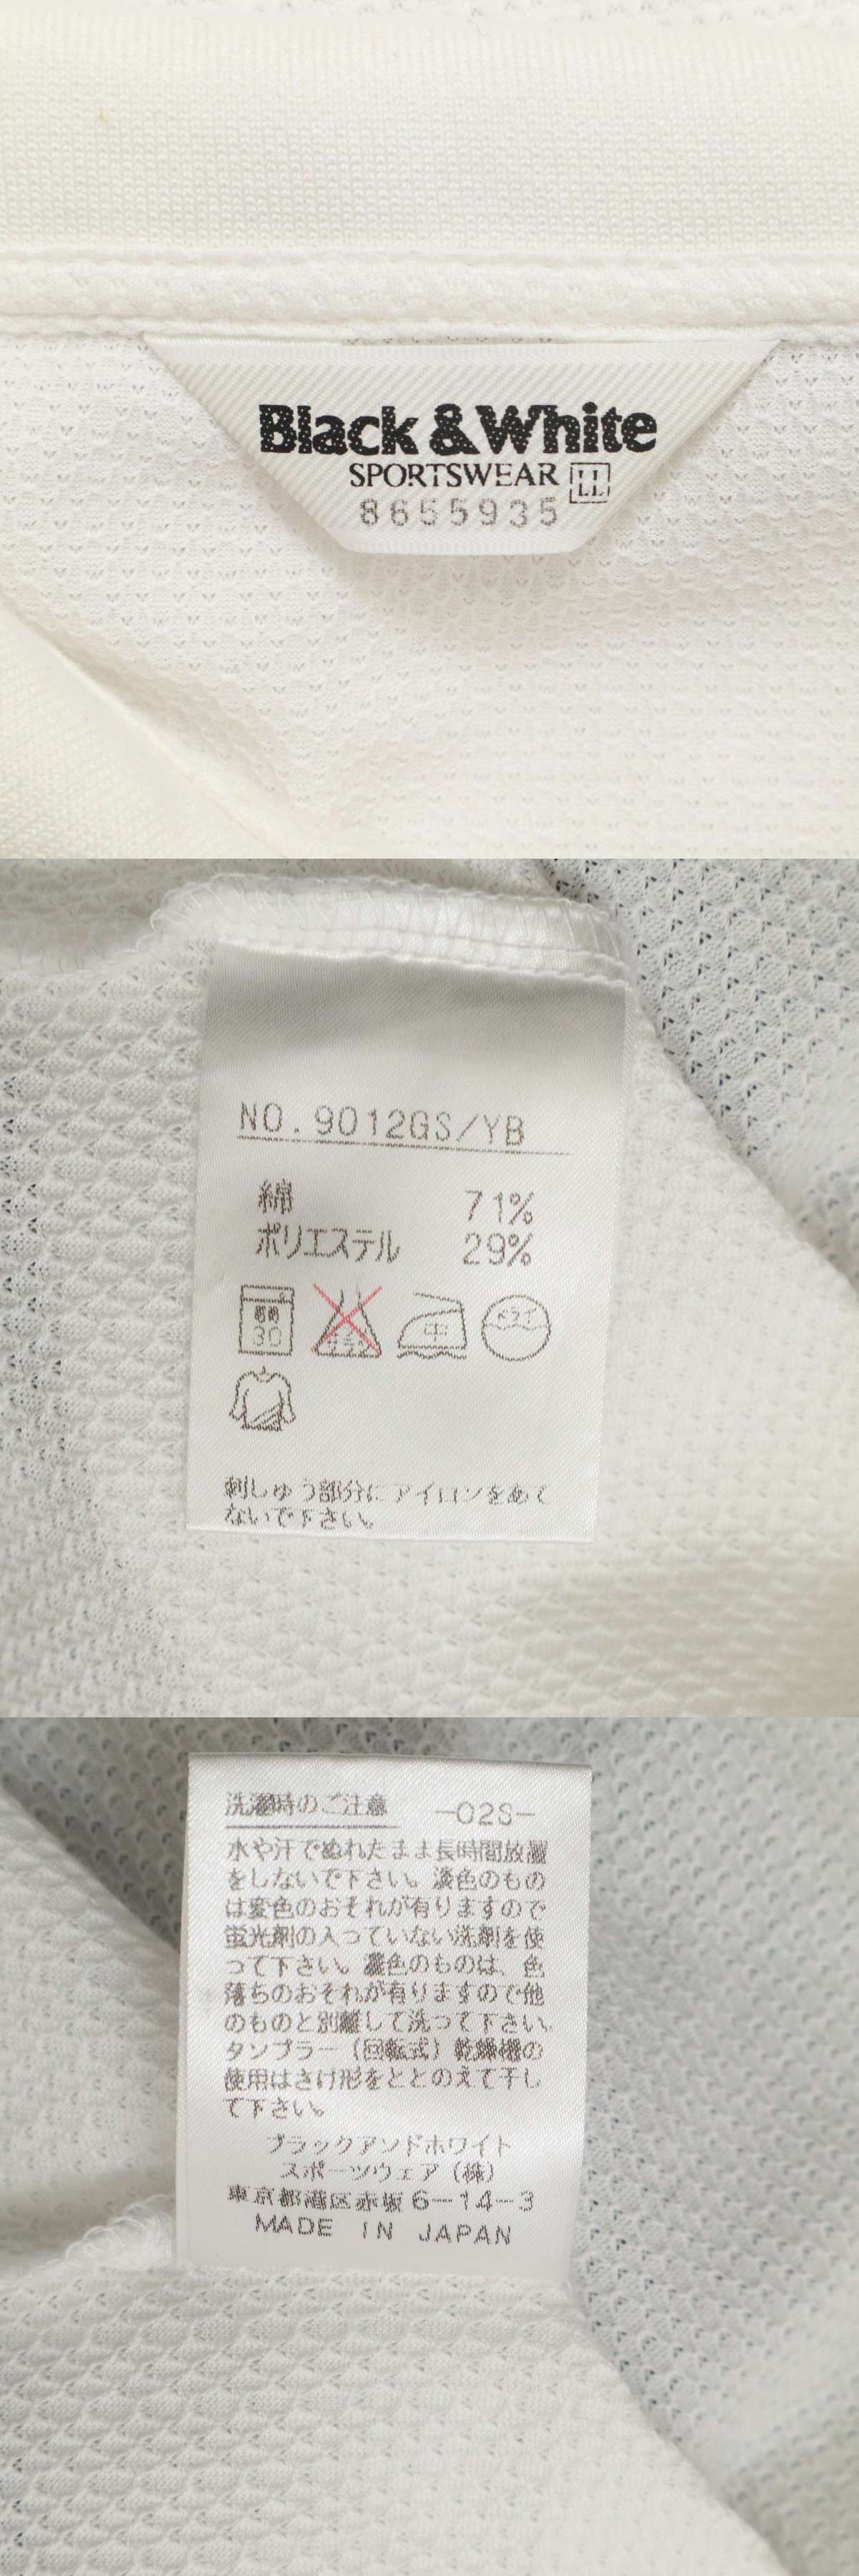 Black & White
SPORTSWEAR LL
8655935
NO.9012GS/YB
綿 71%
ポリエステル 29%
30
中
ドライ
刺しゅう部分にアイロンをあて
ないで下さい。
洗濯時のご注意 -02S-
水や汗でぬれたまま長時間放置
をしないで下さい。淡色のもの
は変色のおそれが有りますので
蛍光剤の入っていない洗剤を使
って下さい。濃色のものは、色
落ちのおそれが有りますので他
のものと別離して洗って下さい。
タンブラー（回転式）乾燥機の
使用はさけ形をととのえて干し
て下さい。
ブラックアンドホワイト
スポーツウェア（株）
東京都港区赤坂6-14-3
MADE IN JAPAN